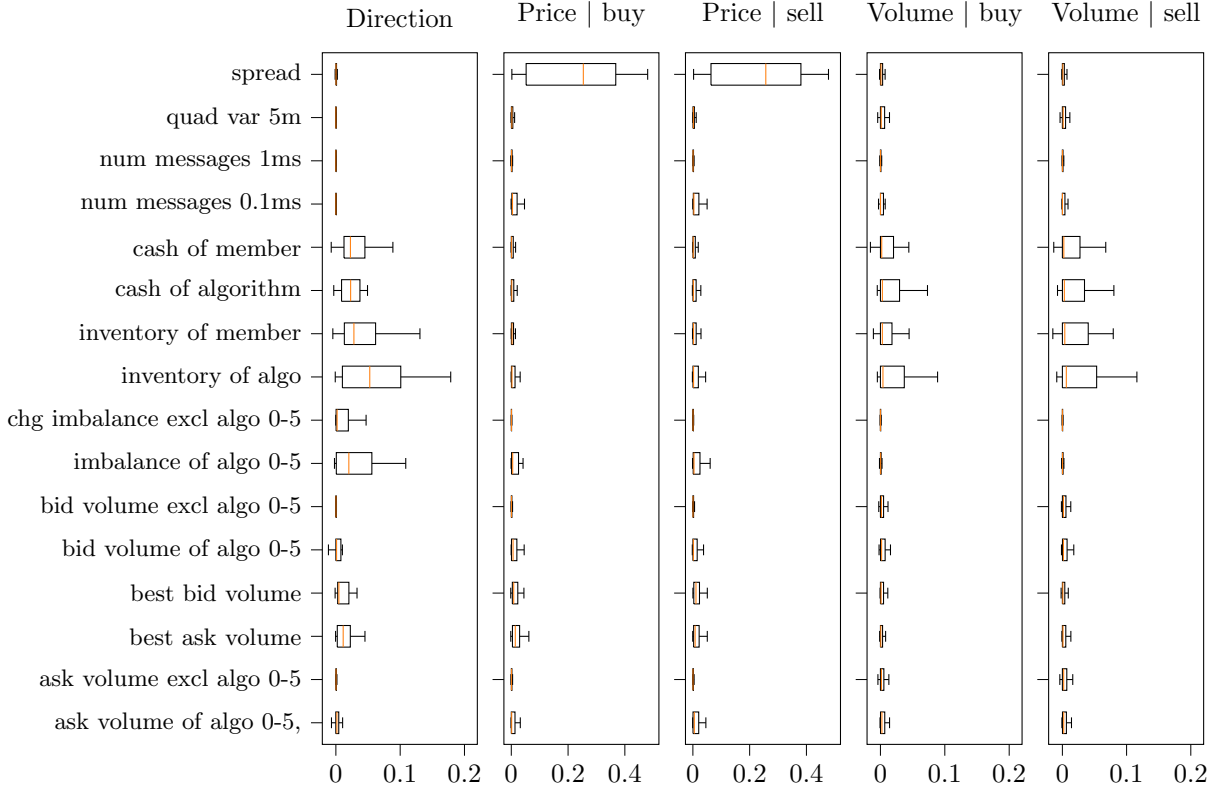 Direction
Price | buy
Price | sell
Volume | buy
Volume | sell
spread
quad var 5m
num messages 1ms
num messages 0.1ms
cash of member
cash of algorithm
inventory of member
inventory of algo
chg imbalance excl algo 0-5
imbalance of algo 0-5
bid volume excl algo 0-5
bid volume of algo 0-5
best bid volume
best ask volume
ask volume excl algo 0-5
ask volume of algo 0-5,
0 0.1 0.2
0 0.2 0.4
0 0.2 0.4
0 0.1 0.2
0 0.1 0.2